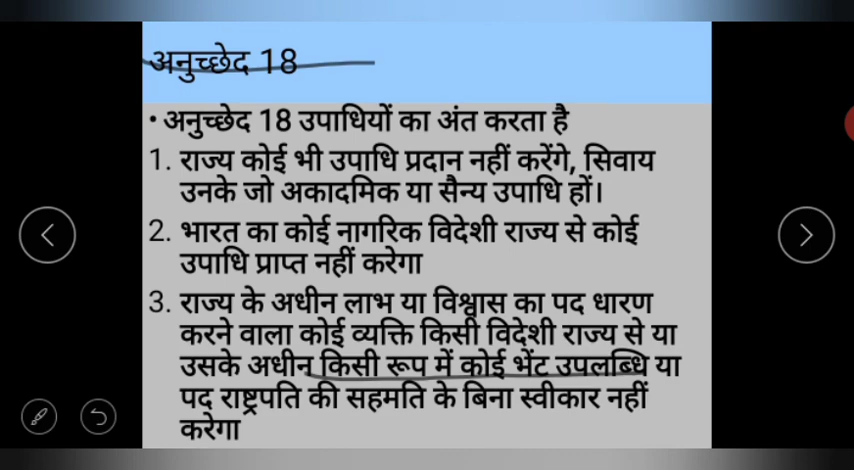 अनुच्छेद 18
• अनुच्छेद 18 उपाधियों का अंत करता है
1. राज्य कोई भी उपाधि प्रदान नहीं करेंगे, सिवाय
उनके जो अकादमिक या सैन्य उपाधि हों।
2. भारत का कोई नागरिक विदेशी राज्य से कोई
उपाधि प्राप्त नहीं करेगा
3. राज्य के अधीन लाभ या विश्वास का पद धारण
करने वाला कोई व्यक्ति किसी विदेशी राज्य से या
उसके अधीन किसी रूप में कोई भेंट उपलब्धि या
पद राष्ट्रपति की सहमति के बिना स्वीकार नहीं
करेगा